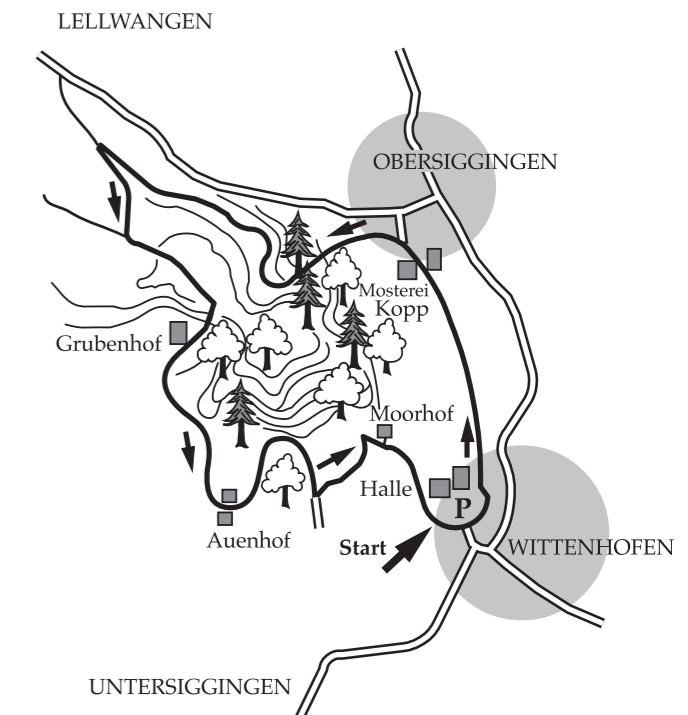 LELLWANGEN
OBERSIGGINGEN
Mosterei
Kopp
Grubenhof
Moorhof
Halle
P
Auenhof
Start
WITTENHOFEN
UNTERSIGGINGEN